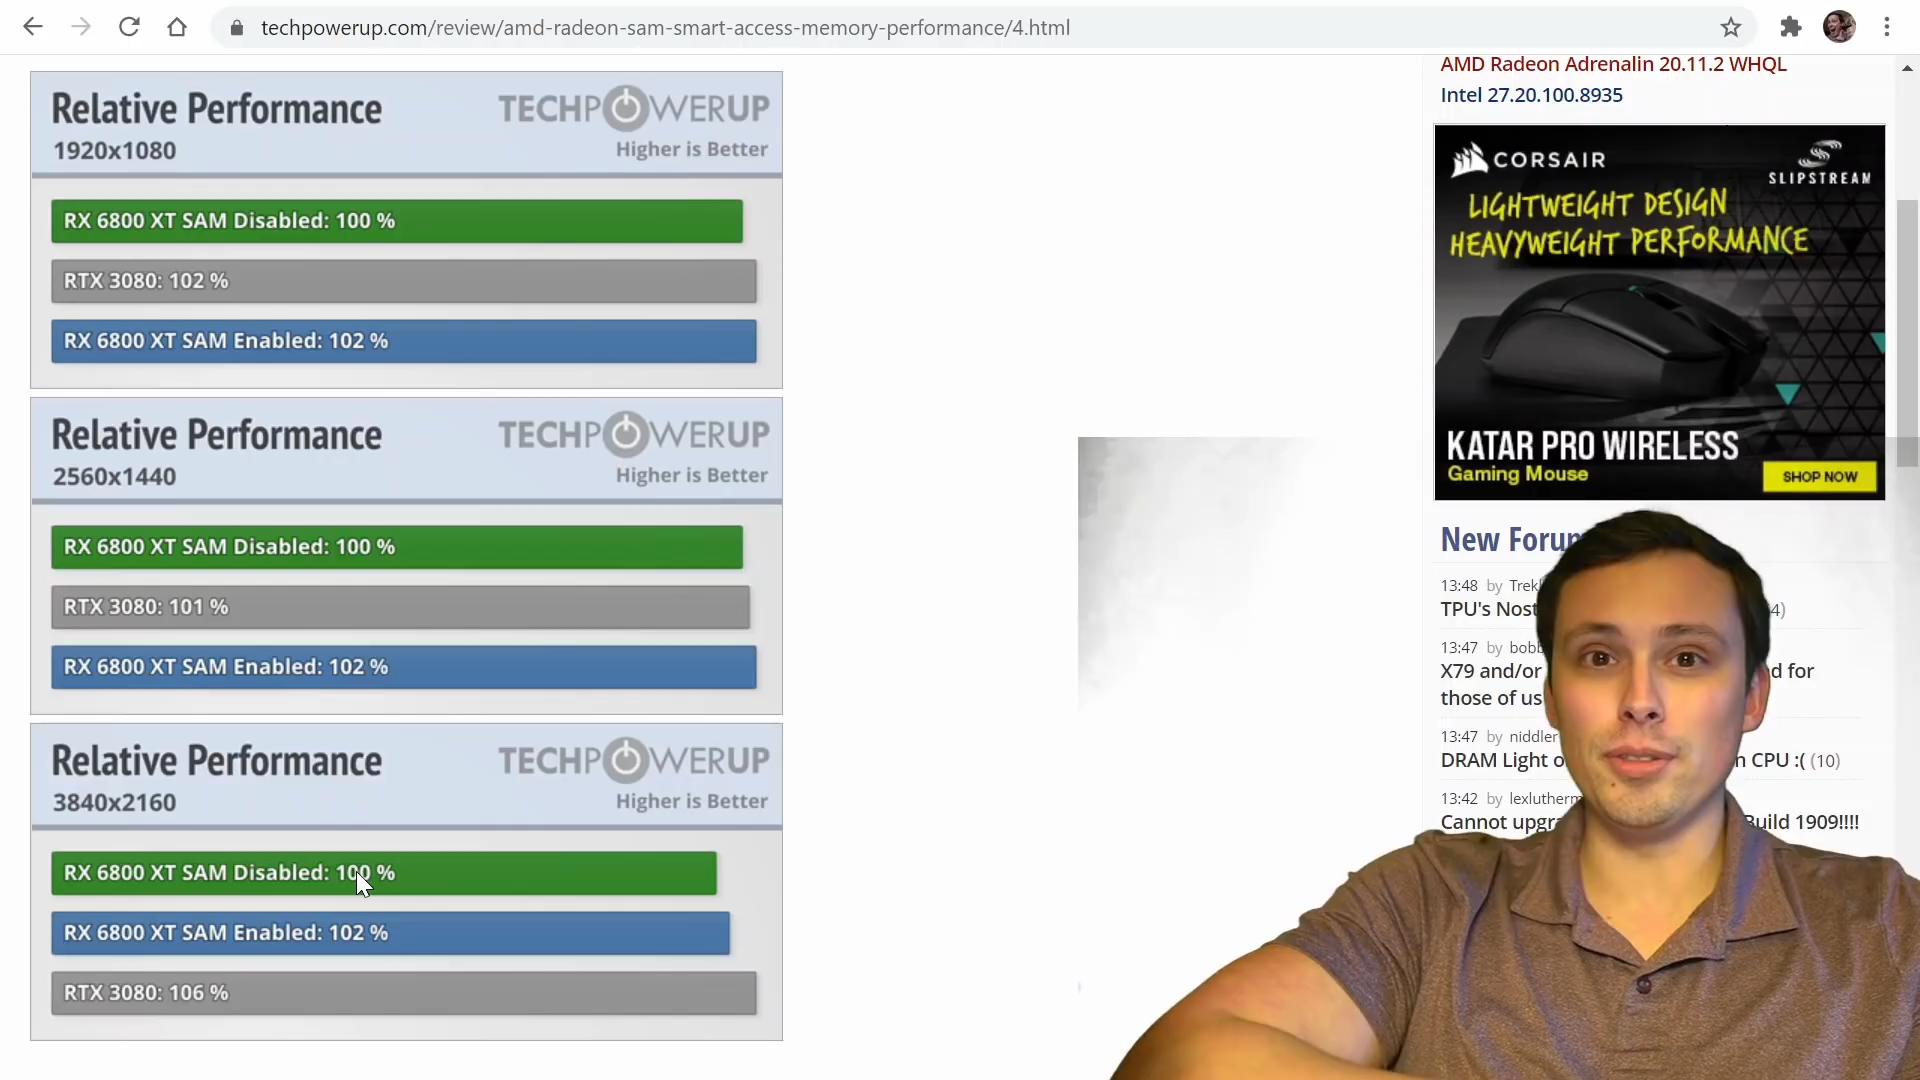 techpowerup.com/review/amd-radeon-sam-smart-access-memory-performance/4.html
Relative Performance
1920x1080
TECHPOWERUP
Higher is Better
RX 6800 XT SAM Disabled: 100 %
RTX 3080: 102 %
RX 6800 XT SAM Enabled: 102 %
Relative Performance
2560x1440
TECHPOWERUP
Higher is Better
RX 6800 XT SAM Disabled: 100 %
RTX 3080: 101 %
RX 6800 XT SAM Enabled: 102 %
Relative Performance
3840x2160
TECHPOWERUP
Higher is Better
RX 6800 XT SAM Disabled: 100 %
RX 6800 XT SAM Enabled: 102 %
RTX 3080: 106 %
AMD Radeon Adrenalin 20.11.2 WHQL
Intel 27.20.100.8935
CORSAIR
SLIPSTREAM
LIGHTWEIGHT DESIGN
HEAVYWEIGHT PERFORMANCE
KATAR PRO WIRELESS
Gaming Mouse
SHOP NOW
New
13:48 by
TPU's
13:47 by
X79 and/or for
those of us
13:47 by niddler
DRAM Light CPU :( (10)
13:42 by
Cannot Build 1909!!!!